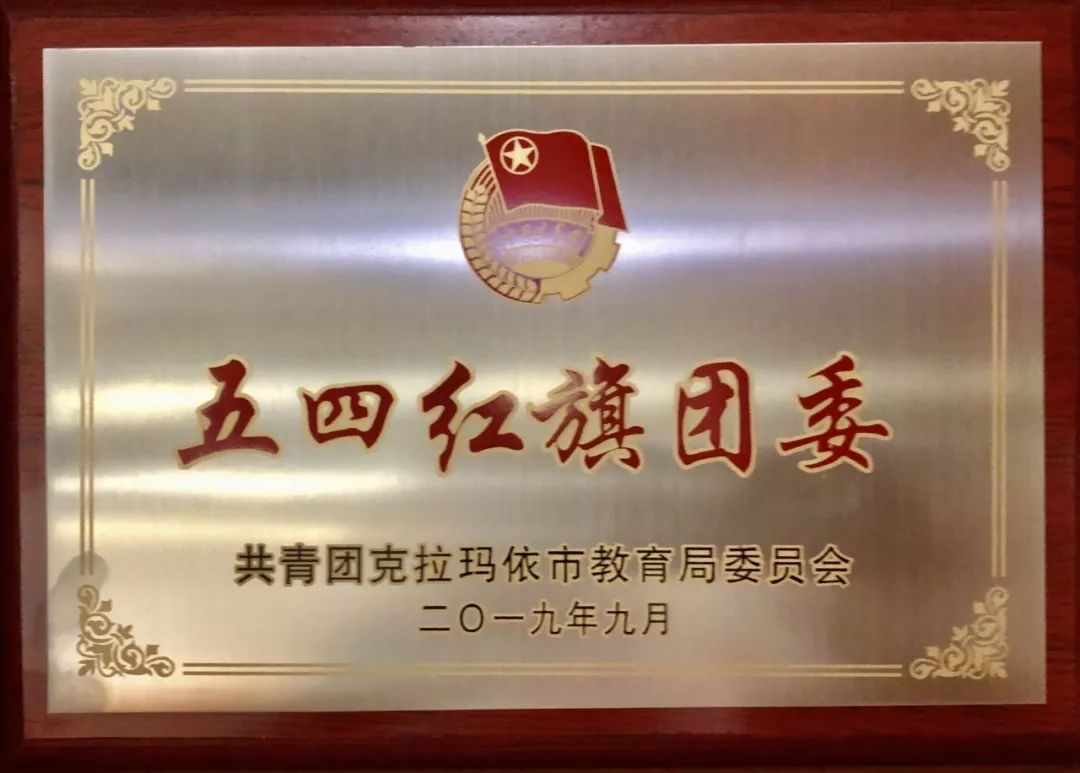 五四红旗团委
共青团克拉玛依市教育局委员会
二〇一九年九月